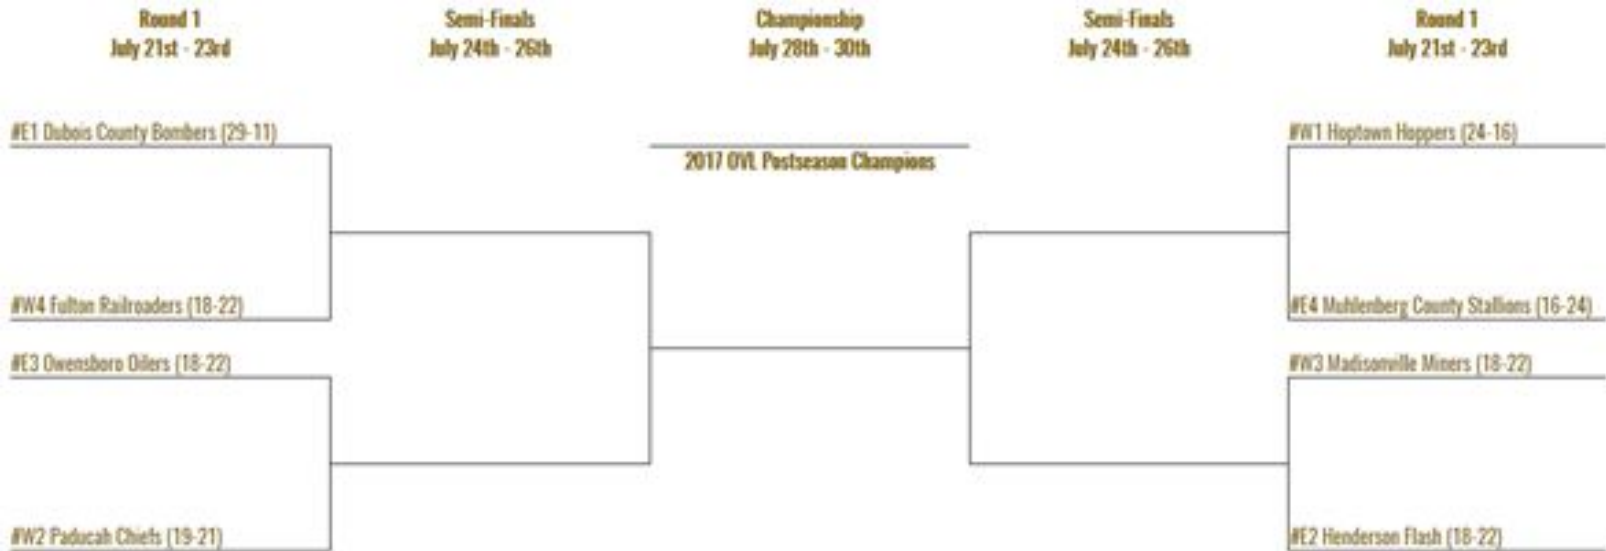 Round 1
July 21st - 23rd
Semi-Finals
July 24th - 26th
Championship
July 28th - 30th
Semi-Finals
July 24th - 26th
Round 1
July 21st - 23rd
#E1 Dubois County Bombers (29-11)
#W4 Fulton Railroaders (18-22)
#E3 Owensboro Oilers (18-22)
#W2 Paducah Chiefs (19-21)
2017 OVL Postseason Champions
#W1 Hoptown Hoppers (24-16)
#E4 Muhlenberg County Stallions (16-24)
#W3 Madisonville Miners (18-22)
#E2 Henderson Flash (18-22)